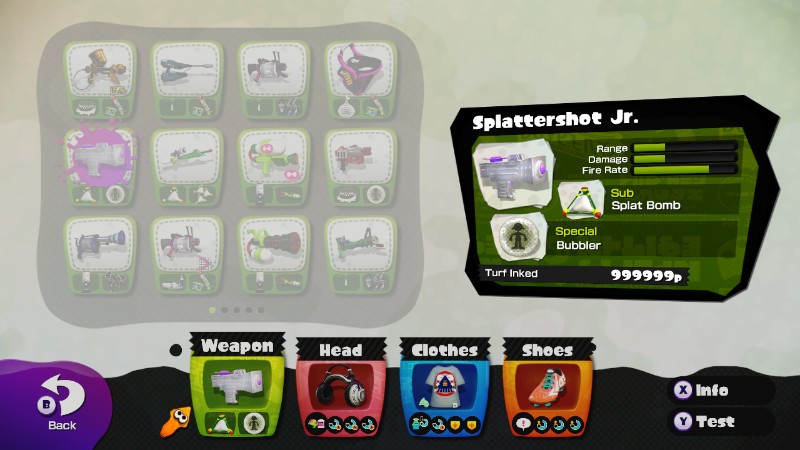 Splattershot Jr.
Range
Damage
Fire Rate
Sub
Splat Bomb
Special
Bubbler
Turf Inked 999999p
Weapon Head Clothes Shoes
B Back
X Info
Y Test